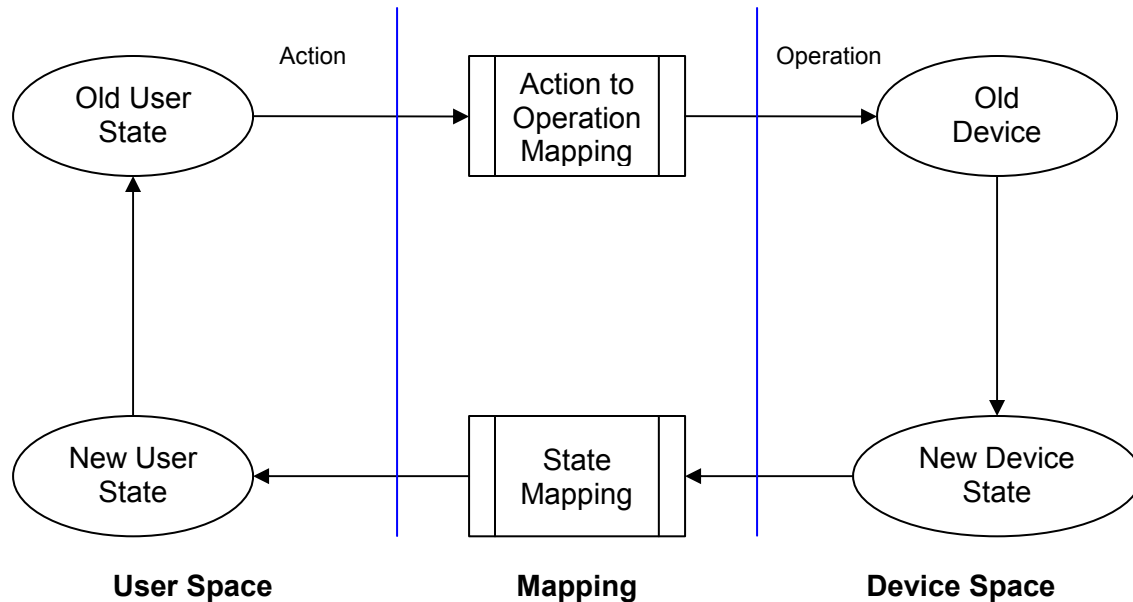 Action
Operation
Old User
State
Action to
Operation
Mapping
Old
Device
New User
State
State
Mapping
New Device
State
User Space
Mapping
Device Space